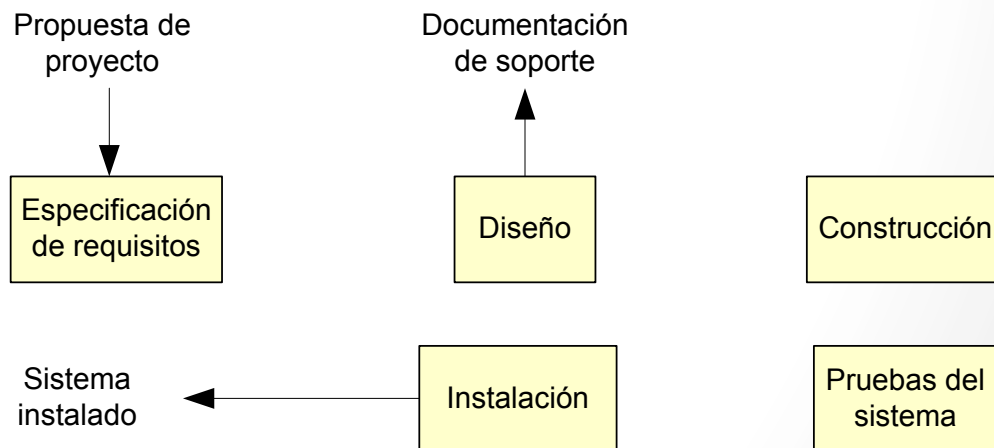 Propuesta de
proyecto
Documentación
de soporte
Especificación
de requisitos
Diseño
Construcción
Sistema
instalado
Instalación
Pruebas del
sistema